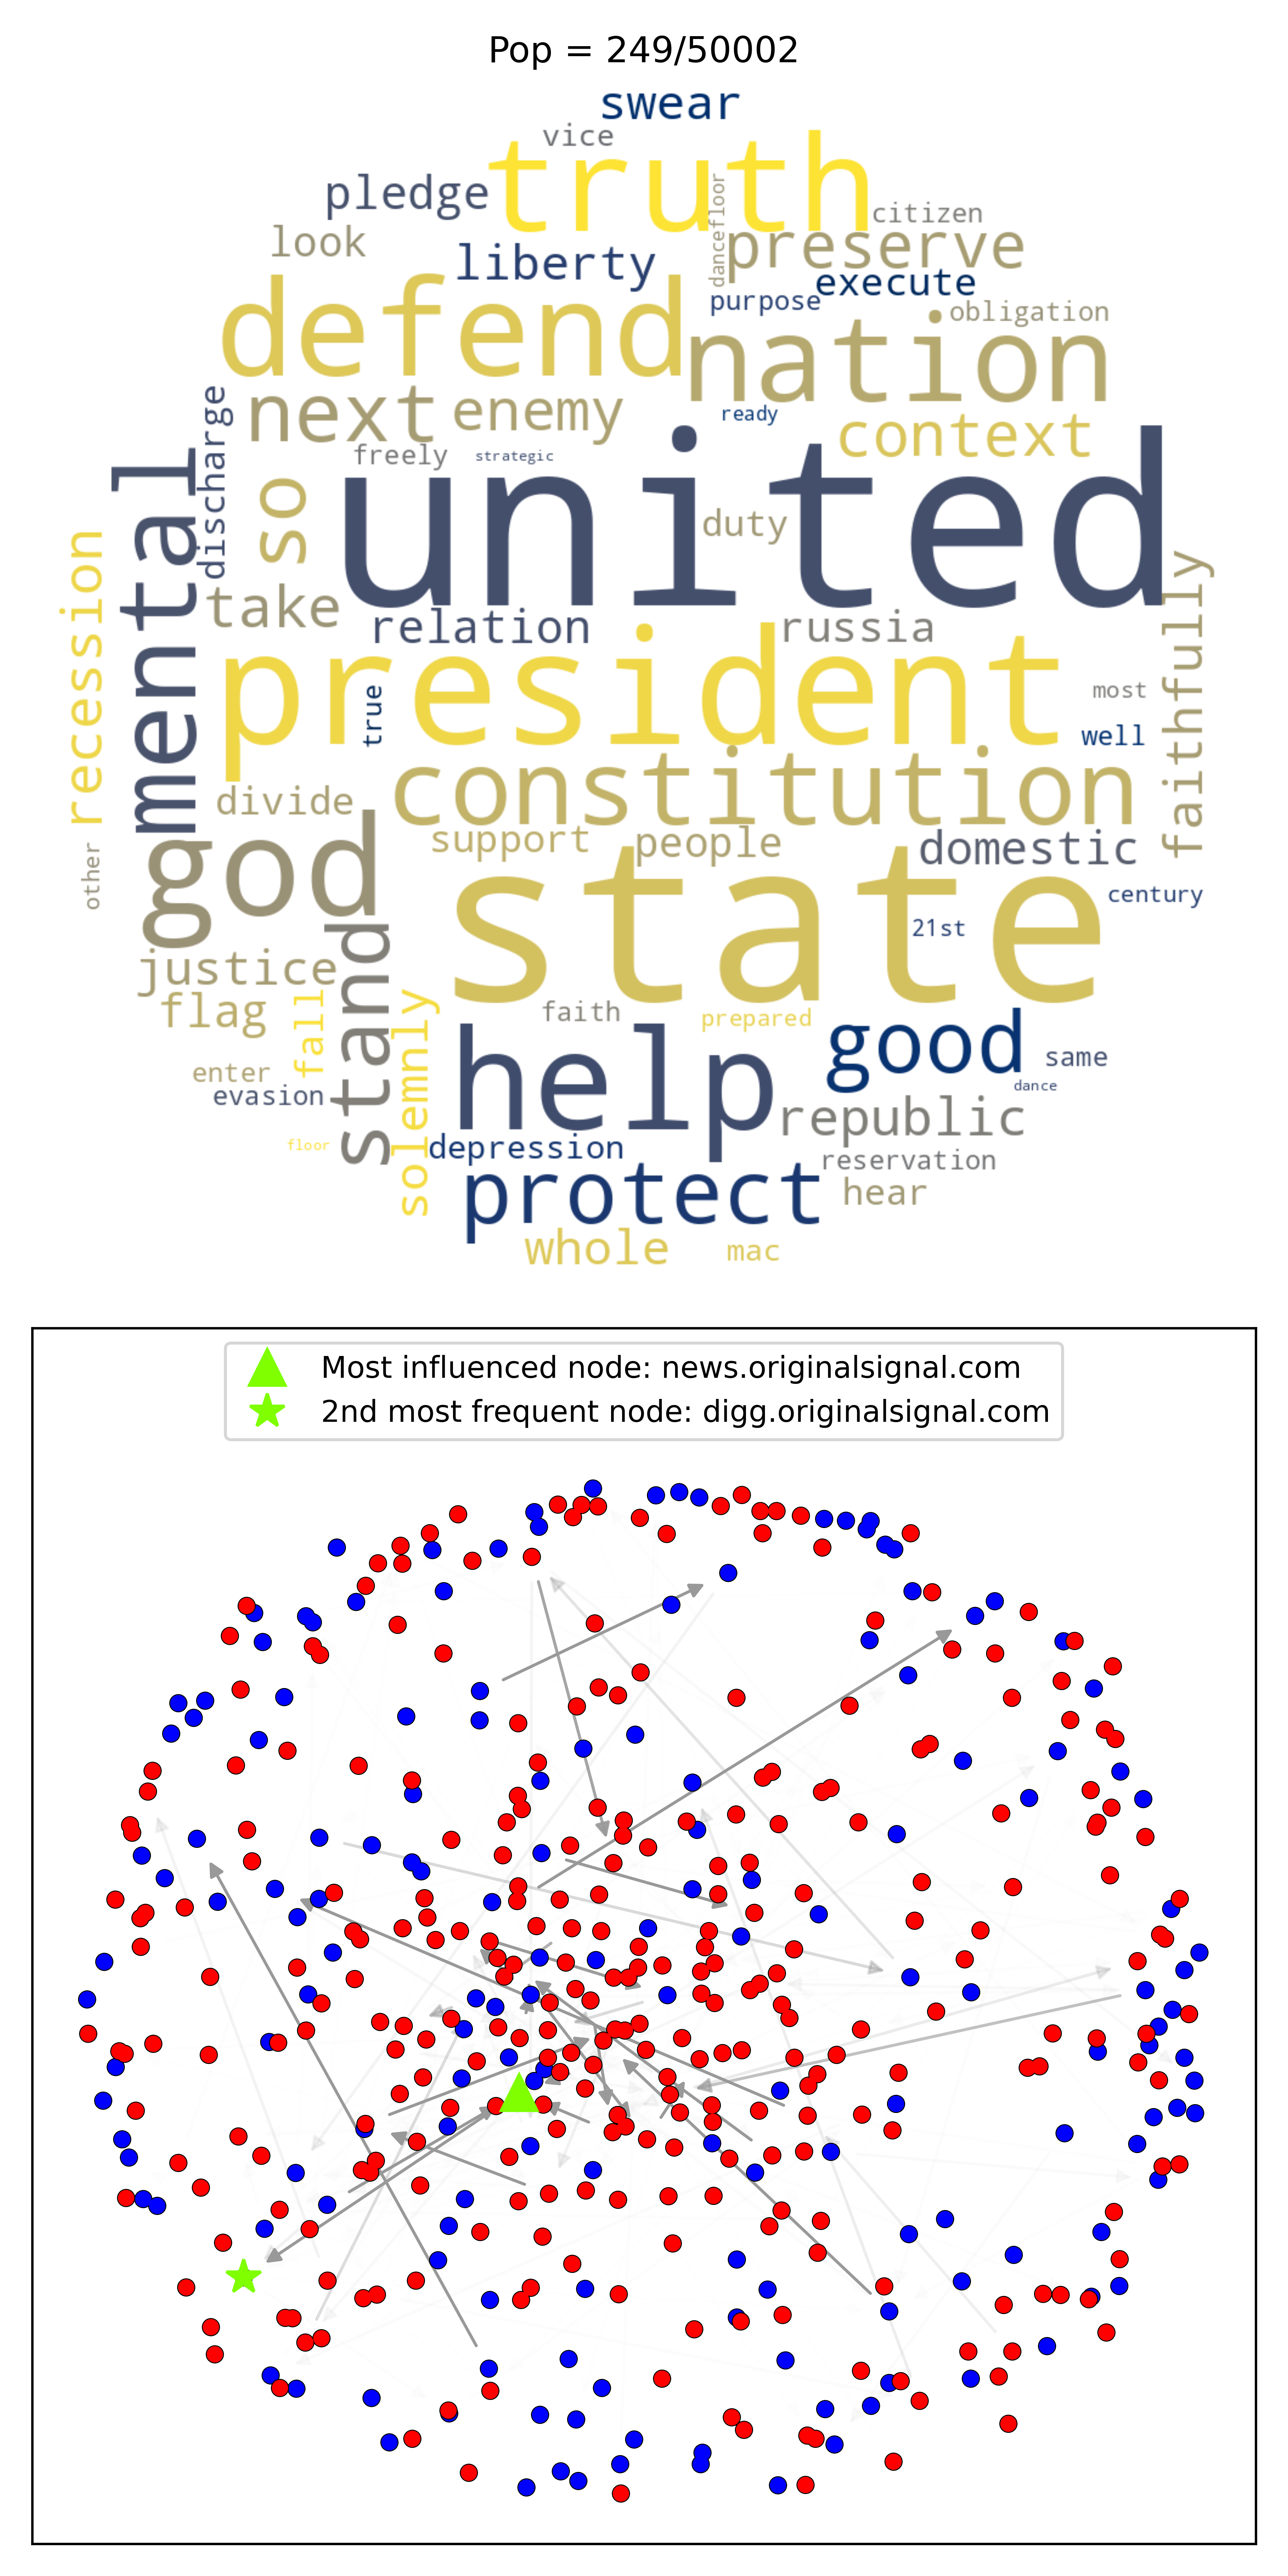 Pop = 249/50002
swear
vice
truth
pledge
dancefloor
citizen
look
liberty
preserve
execute
defend
purpose
obligation
nation
next
enemy
ready
context
discharge
freely
strategic
united
mental
so
duty
recession
take
relation
russia
faithfully
president
true
most
well
constitution
divide
support
people
domestic
other
god
state
century
21st
stand
justice
flag
fall
solemnly
faith
prepared
help
good
same
enter
evasion
dance
republic
floor
depression
reservation
protect
hear
whole
mac
Most influenced node: news.originalsignal.com
2nd most frequent node: digg.originalsignal.com